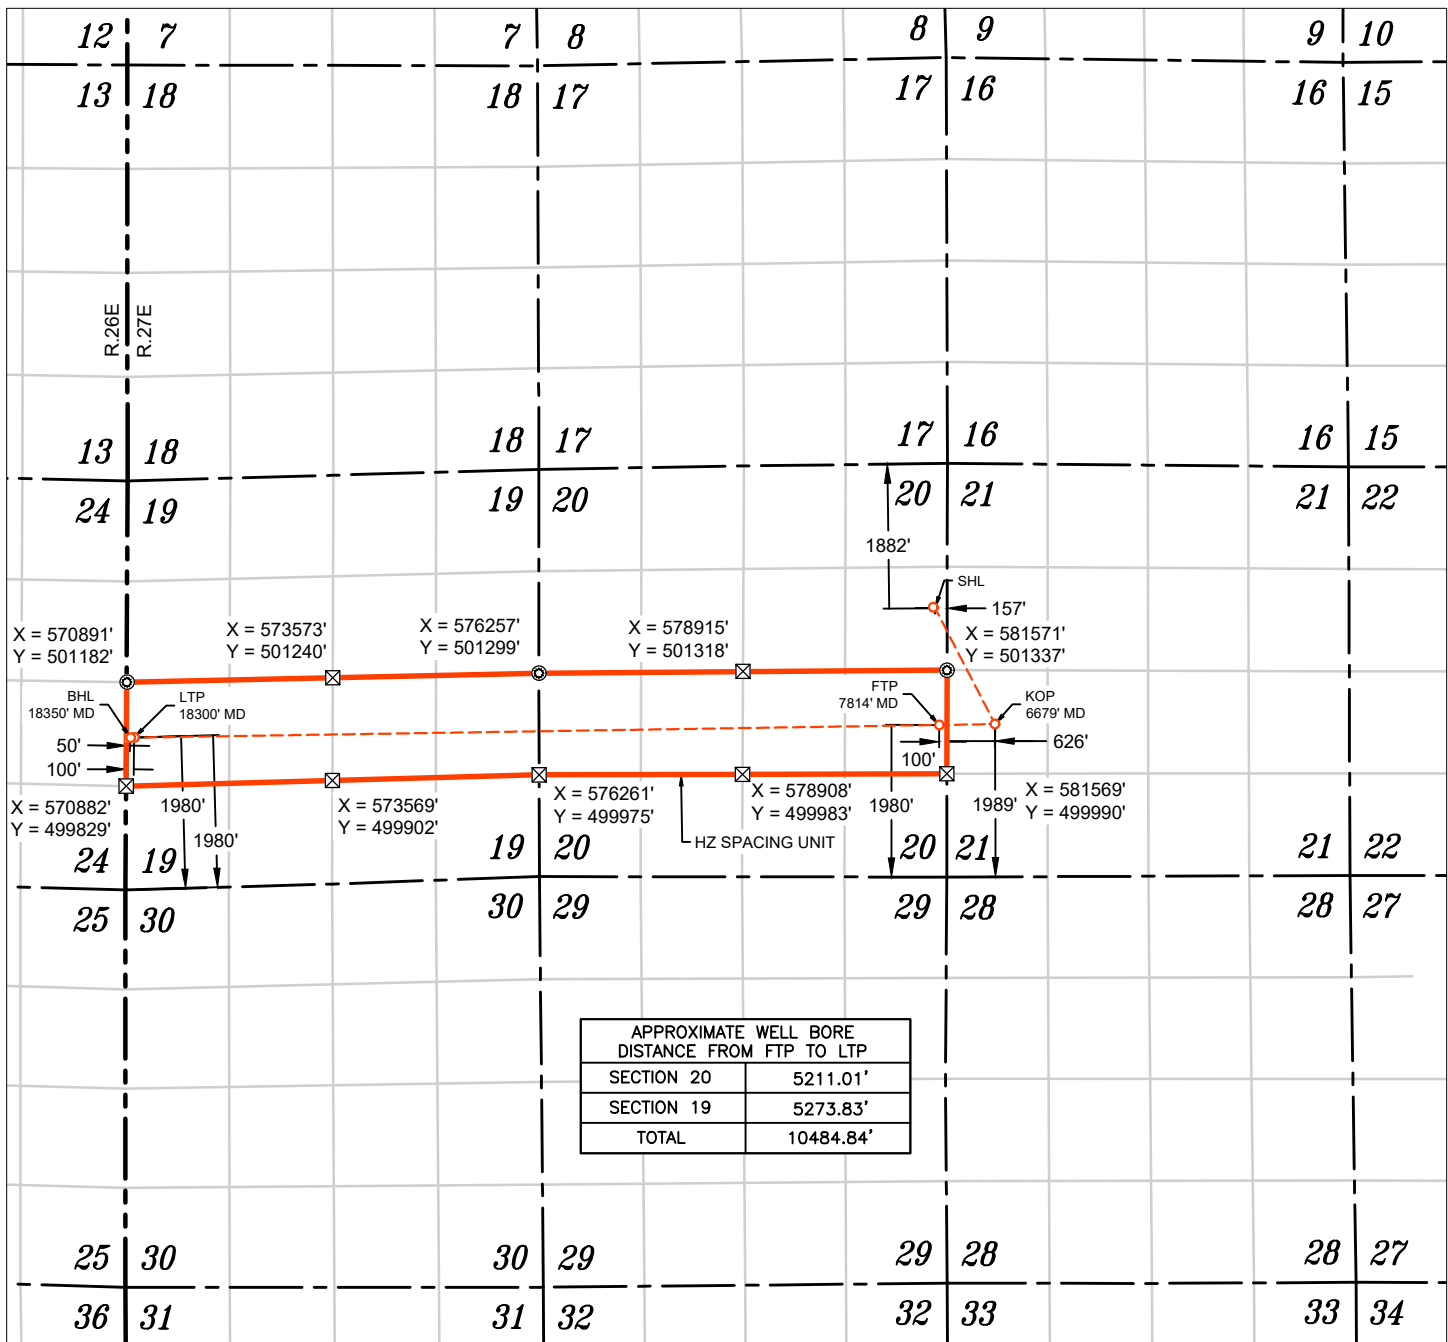 12 7 7 8 8 9 9 10
13 18 18 17 17 16 16 15
R.26E
R.27E
13 18 18 17 17 16 16 15
24 19 19 20 20 21 21 22
1882'
SHL
157'
X = 570891'
Y = 501182'
X = 573573'
Y = 501240'
X = 576257'
Y = 501299'
X = 578915'
Y = 501318'
X = 581571'
Y = 501337'
BHL
18350' MD
LTP
18300' MD
FTP
7814' MD
KOP
6679' MD
50'
100'
100'
626'
X = 570882'
Y = 499829'
1980'
1980'
X = 573569'
Y = 499902'
X = 576261'
Y = 499975'
X = 578908'
Y = 499983'
1980'
1989'
X = 581569'
Y = 499990'
HZ SPACING UNIT
24 19 19 20 20 21 21 22
25 30 30 29 29 28 28 27
APPROXIMATE WELL BORE
DISTANCE FROM FTP TO LTP
SECTION 20 5211.01'
SECTION 19 5273.83'
TOTAL 10484.84'
25 30 30 29 29 28 28 27
36 31 31 32 32 33 33 34